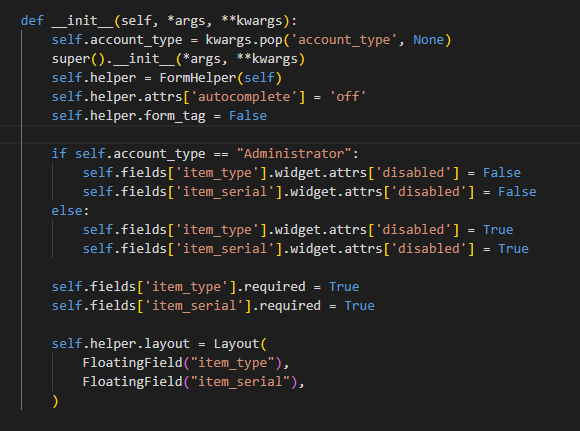 def __init__(self, *args, **kwargs):
    self.account_type = kwargs.pop('account_type', None)
    super().__init__(*args, **kwargs)
    self.helper = FormHelper(self)
    self.helper.attrs['autocomplete'] = 'off'
    self.helper.form_tag = False

    if self.account_type == "Administrator":
        self.fields['item_type'].widget.attrs['disabled'] = False
        self.fields['item_serial'].widget.attrs['disabled'] = False
    else:
        self.fields['item_type'].widget.attrs['disabled'] = True
        self.fields['item_serial'].widget.attrs['disabled'] = True

    self.fields['item_type'].required = True
    self.fields['item_serial'].required = True

    self.helper.layout = Layout(
        FloatingField("item_type"),
        FloatingField("item_serial"),
    )